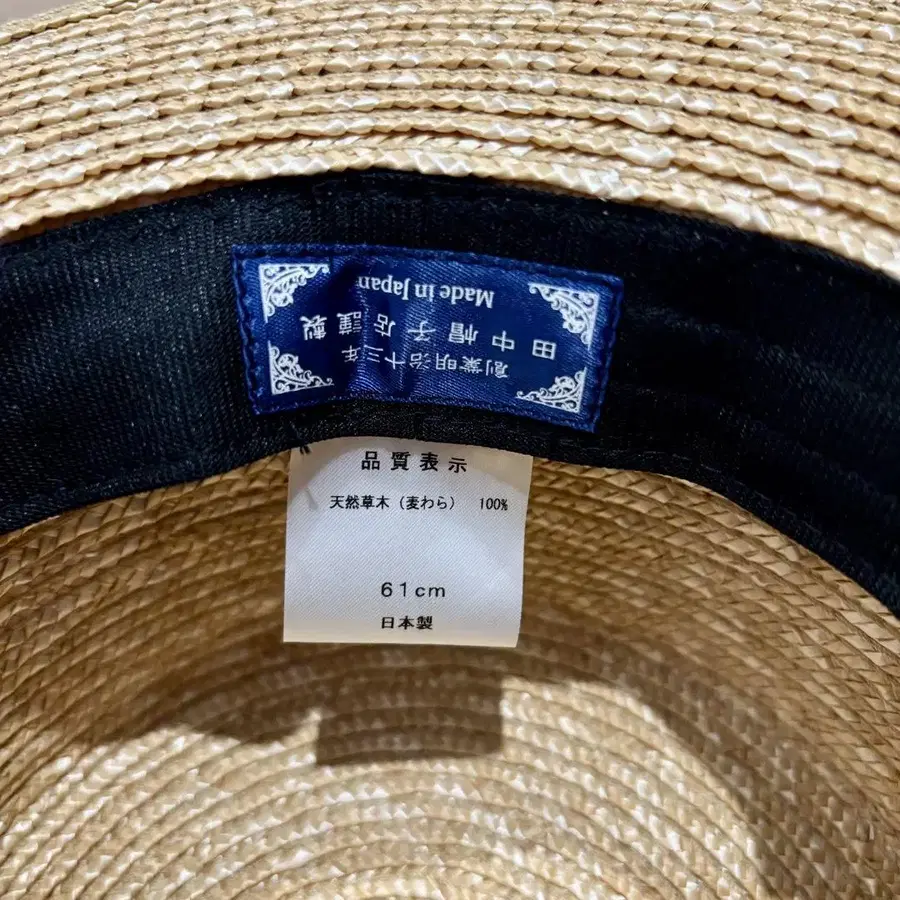 創業明治十三年
田中帽子店謹製
Made in Japan
品質表示
天然草木（麦わら） 100%
61cm
日本製